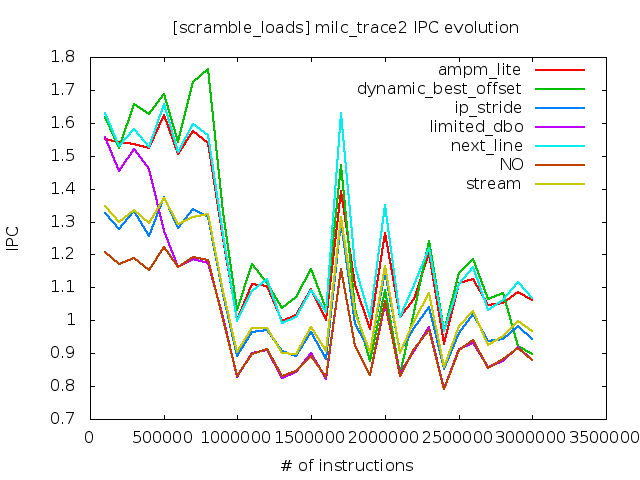 [scramble_loads] milc_trace2 IPC evolution
1.8
1.7
1.6
1.5
1.4
1.3
1.2
1.1
1
0.9
0.8
0.7
IPC
ampm_lite
dynamic_best_offset
ip_stride
limited_dbo
next_line
NO
stream
0 500000 1000000 1500000 2000000 2500000 3000000 3500000
# of instructions